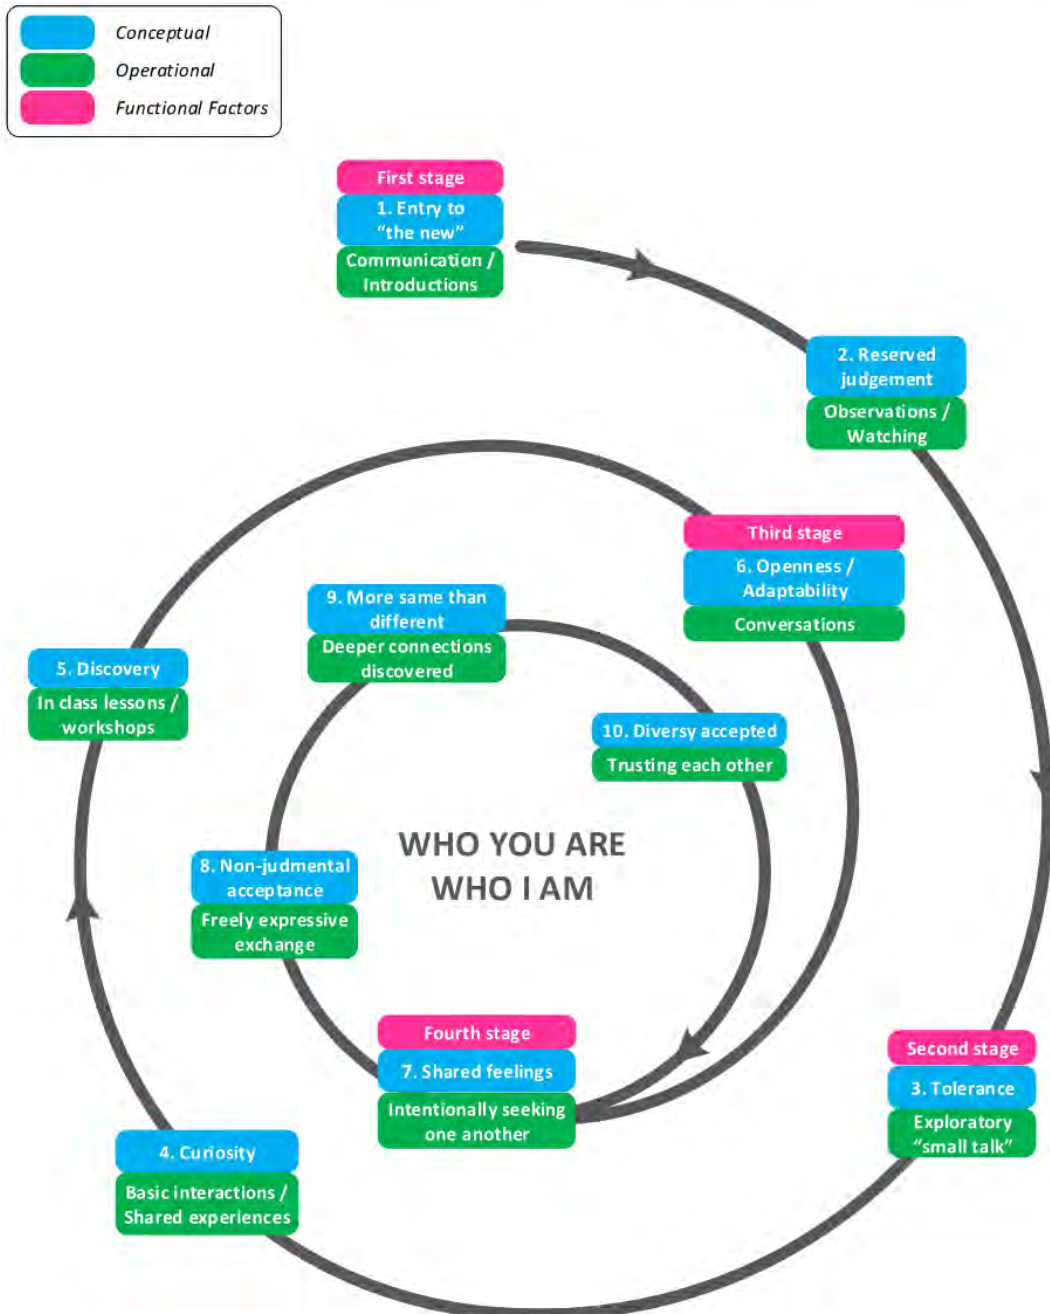 Conceptual
Operational
Functional Factors
First stage
1. Entry to
“the new”
Communication /
Introductions
2. Reserved
judgement
Observations /
Watching
Third stage
6. Openness /
Adaptability
Conversations
9. More same than
different
Deeper connections
discovered
5. Discovery
In class lessons /
workshops
10. Diversy accepted
Trusting each other
WHO YOU ARE
WHO I AM
8. Non-judmental
acceptance
Freely expressive
exchange
Fourth stage
7. Shared feelings
Intentionally seeking
one another
Second stage
3. Tolerance
Exploratory
“small talk”
4. Curiosity
Basic interactions /
Shared experiences